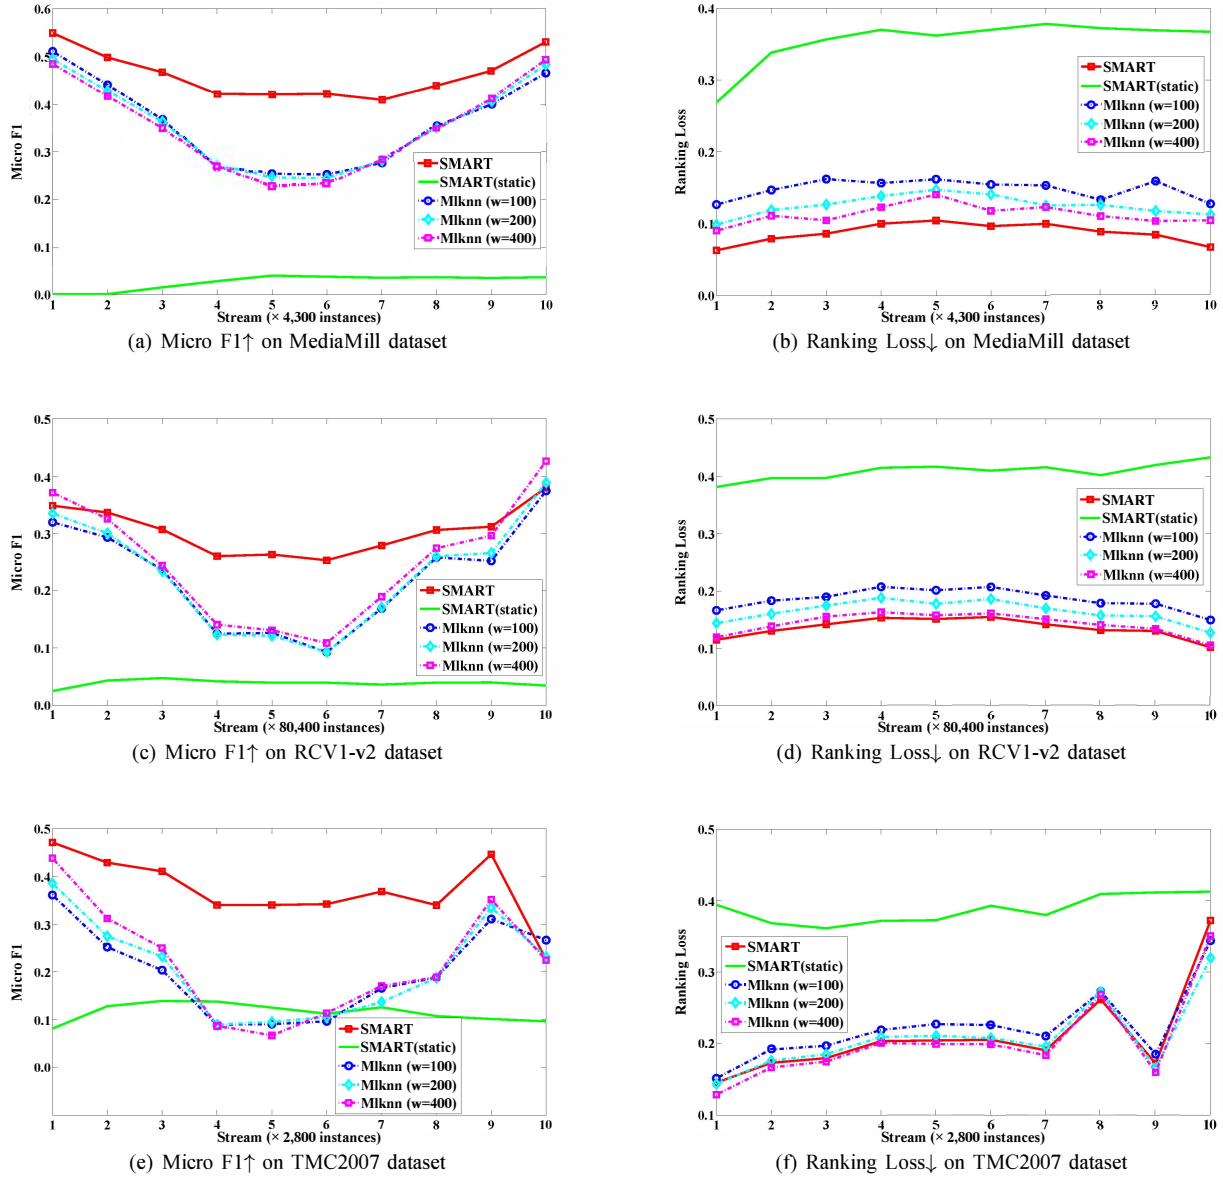 0.6
0.5
0.4
0.3
0.2
0.1
0.0
Micro F1
SMART
SMART(static)
Mlknn (w=100)
Mlknn (w=200)
Mlknn (w=400)
1 2 3 4 5 6 7 8 9 10
Stream (× 4,300 instances)
(a) Micro F1↑ on MediaMill dataset
0.4
0.3
0.2
0.1
0.0
Ranking Loss
SMART
SMART(static)
Mlknn (w=100)
Mlknn (w=200)
Mlknn (w=400)
1 2 3 4 5 6 7 8 9 10
Stream (× 4,300 instances)
(b) Ranking Loss↓ on MediaMill dataset
0.5
0.4
0.3
0.2
0.1
0.0
Micro F1
SMART
SMART(static)
Mlknn (w=100)
Mlknn (w=200)
Mlknn (w=400)
1 2 3 4 5 6 7 8 9 10
Stream (× 80,400 instances)
(c) Micro F1↑ on RCV1-v2 dataset
0.5
0.4
0.3
0.2
0.1
0.0
Ranking Loss
SMART
SMART(static)
Mlknn (w=100)
Mlknn (w=200)
Mlknn (w=400)
1 2 3 4 5 6 7 8 9 10
Stream (× 80,400 instances)
(d) Ranking Loss↓ on RCV1-v2 dataset
0.5
0.4
0.3
0.2
0.1
0.0
Micro F1
SMART
SMART(static)
Mlknn (w=100)
Mlknn (w=200)
Mlknn (w=400)
1 2 3 4 5 6 7 8 9 10
Stream (× 2,800 instances)
(e) Micro F1↑ on TMC2007 dataset
0.5
0.4
0.3
0.2
0.1
Ranking Loss
SMART
SMART(static)
Mlknn (w=100)
Mlknn (w=200)
Mlknn (w=400)
1 2 3 4 5 6 7 8 9 10
Stream (× 2,800 instances)
(f) Ranking Loss↓ on TMC2007 dataset